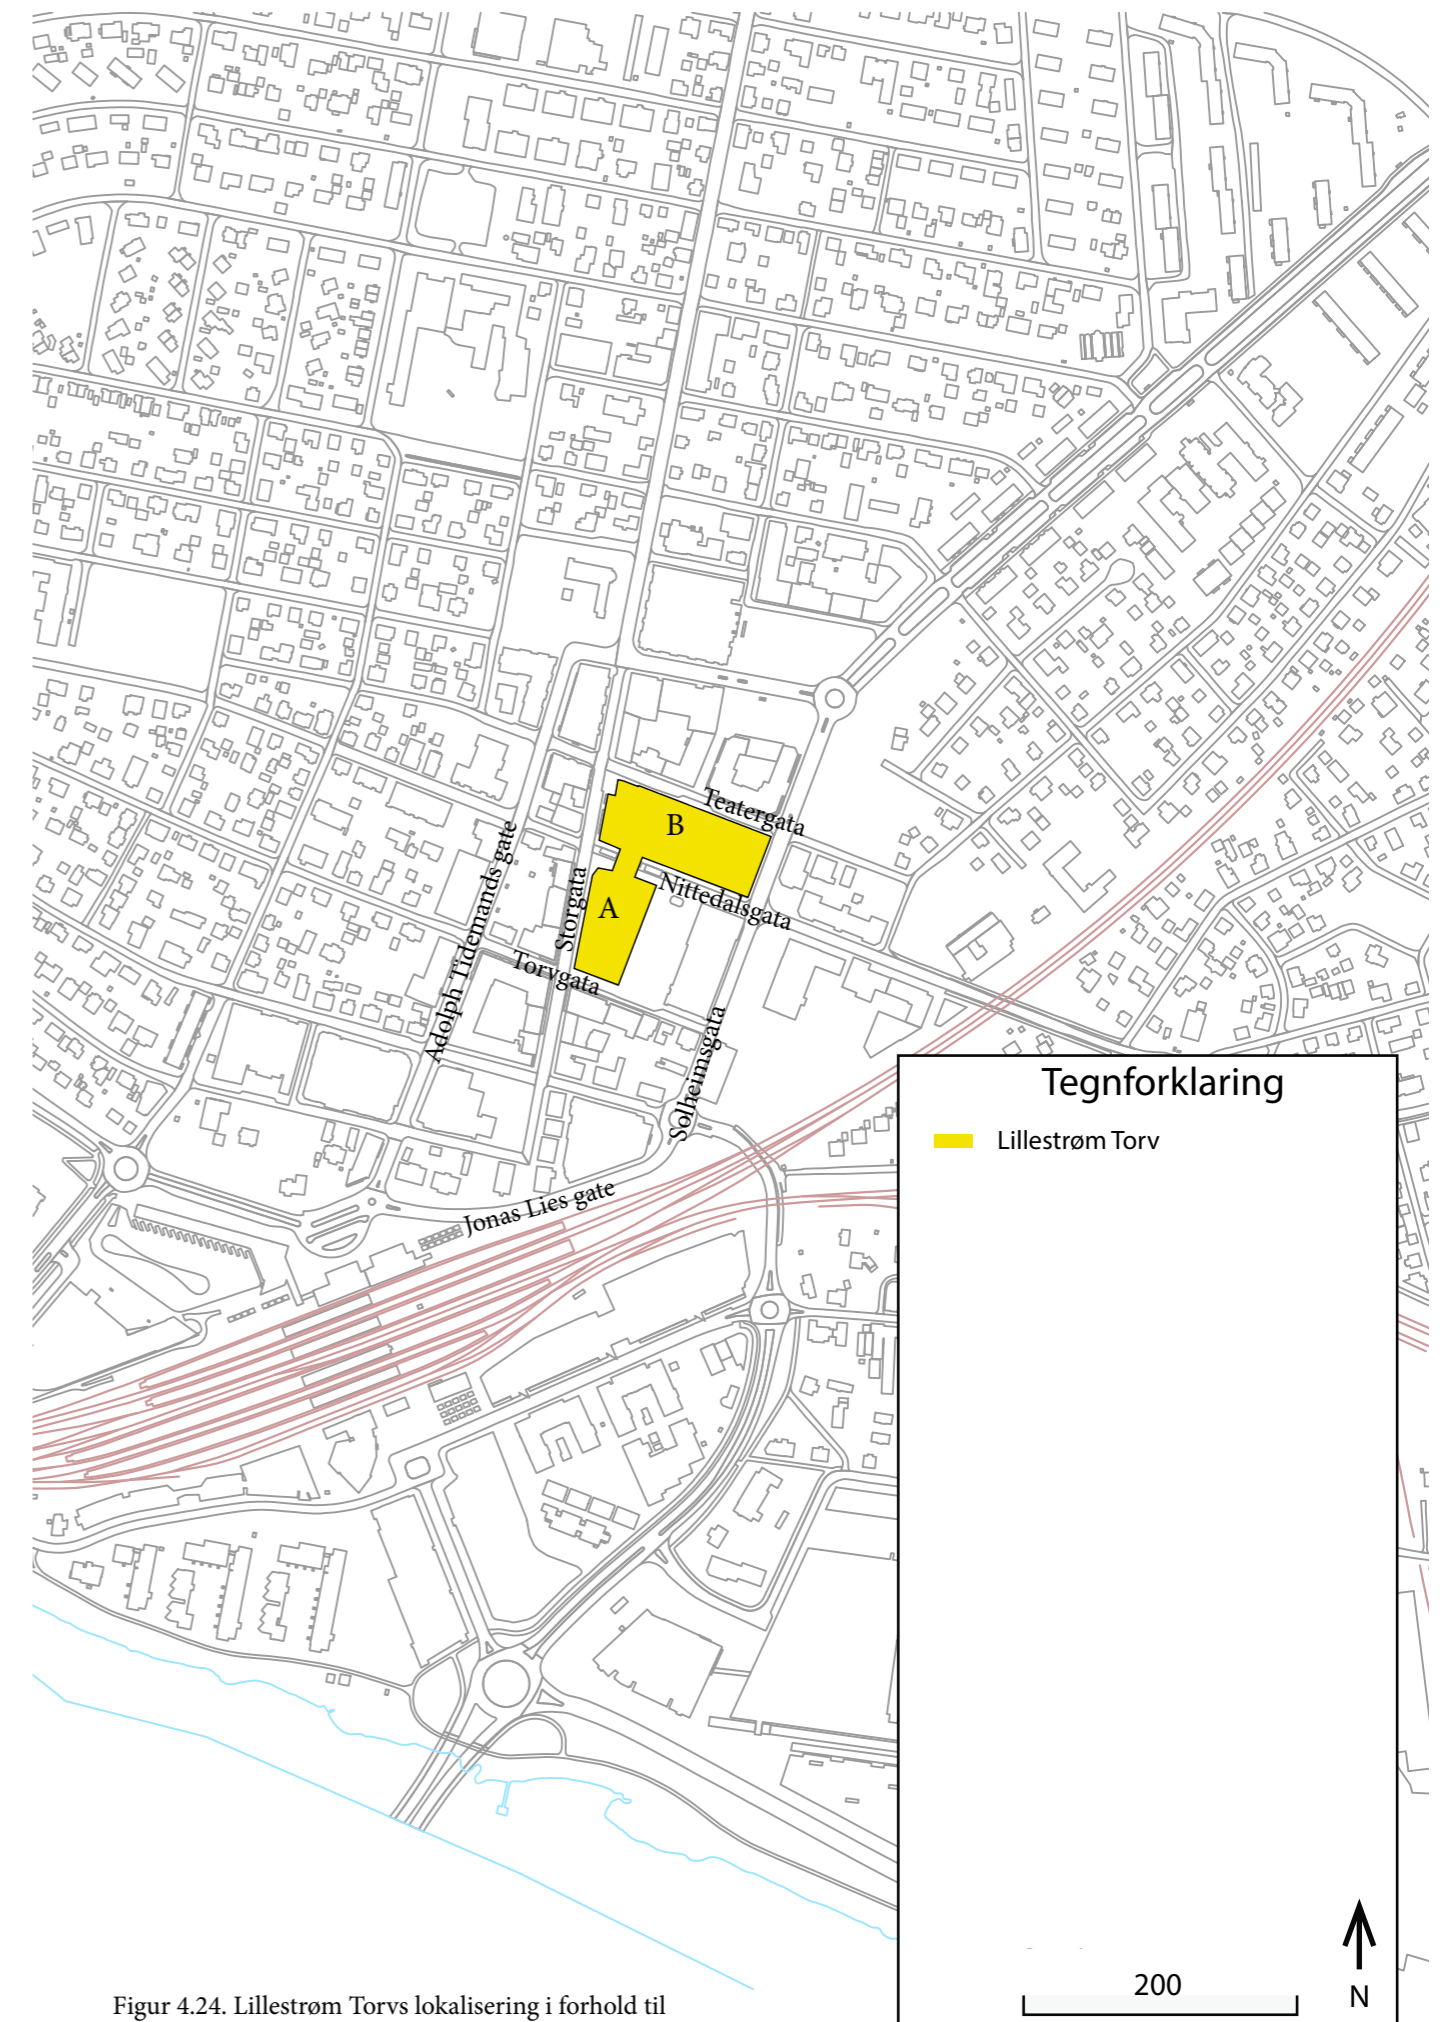 Teatergata
B
Nittedalsgata
A
Storgata
Adolph Tidemands gate
Torvgata
Solheimsgata
Jonas Lies gate
Tegnforklaring
Lillestrøm Torv
200
N
Figur 4.24. Lillestrøm Torvs lokalisering i forhold til